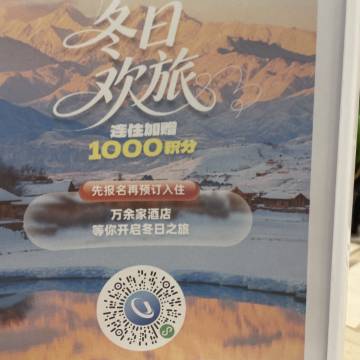 冬日
欢旅
连住加赠
1000积分
先报名再预订入住
万余家酒店
等你开启冬日之旅